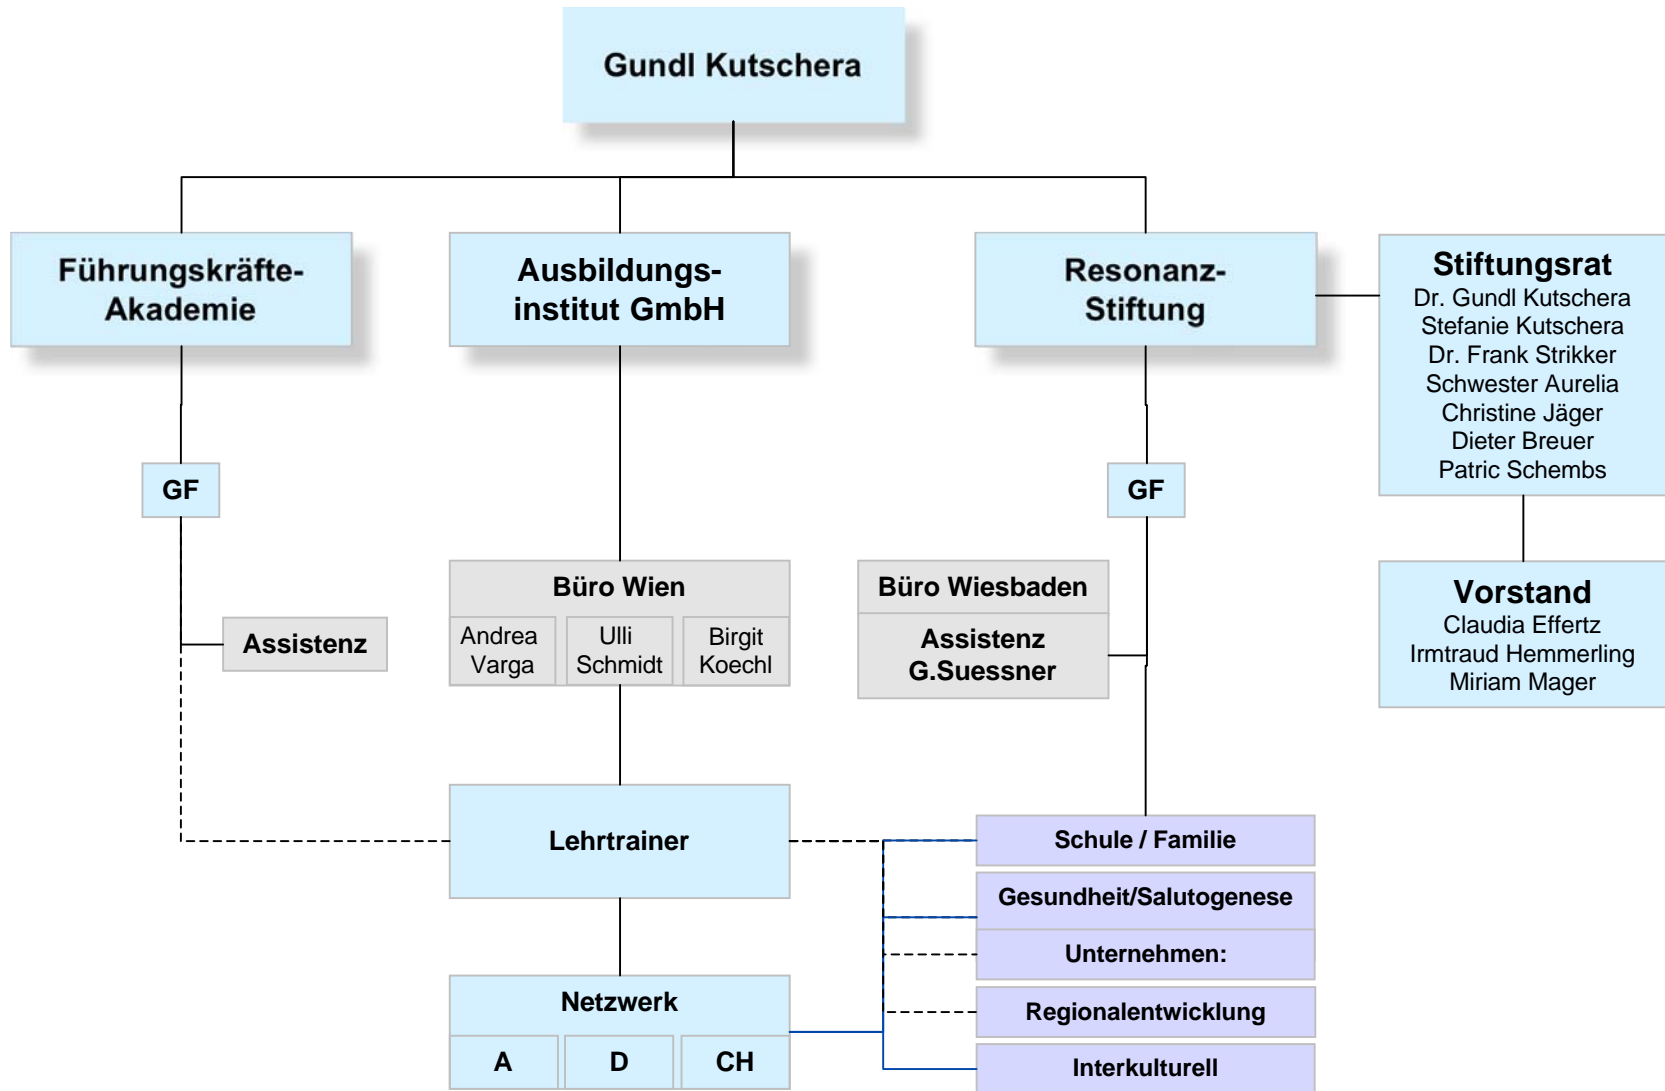 Gundl Kutschera
Führungskräfte-
Akademie
Ausbildungs-
institut GmbH
Resonanz-
Stiftung
Stiftungsrat
Dr. Gundl Kutschera
Stefanie Kutschera
Dr. Frank Strikker
Schwester Aurelia
Christine Jäger
Dieter Breuer
Patric Schembs
GF
GF
Büro Wien
Andrea
Varga
Ulli
Schmidt
Birgit
Koechl
Büro Wiesbaden
Assistenz
G.Suessner
Vorstand
Claudia Effertz
Irmtraud Hemmerling
Miriam Mager
Assistenz
Lehrtrainer
Schule / Familie
Gesundheit/Salutogenese
Unternehmen:
Regionalentwicklung
Interkulturell
Netzwerk
A
D
CH